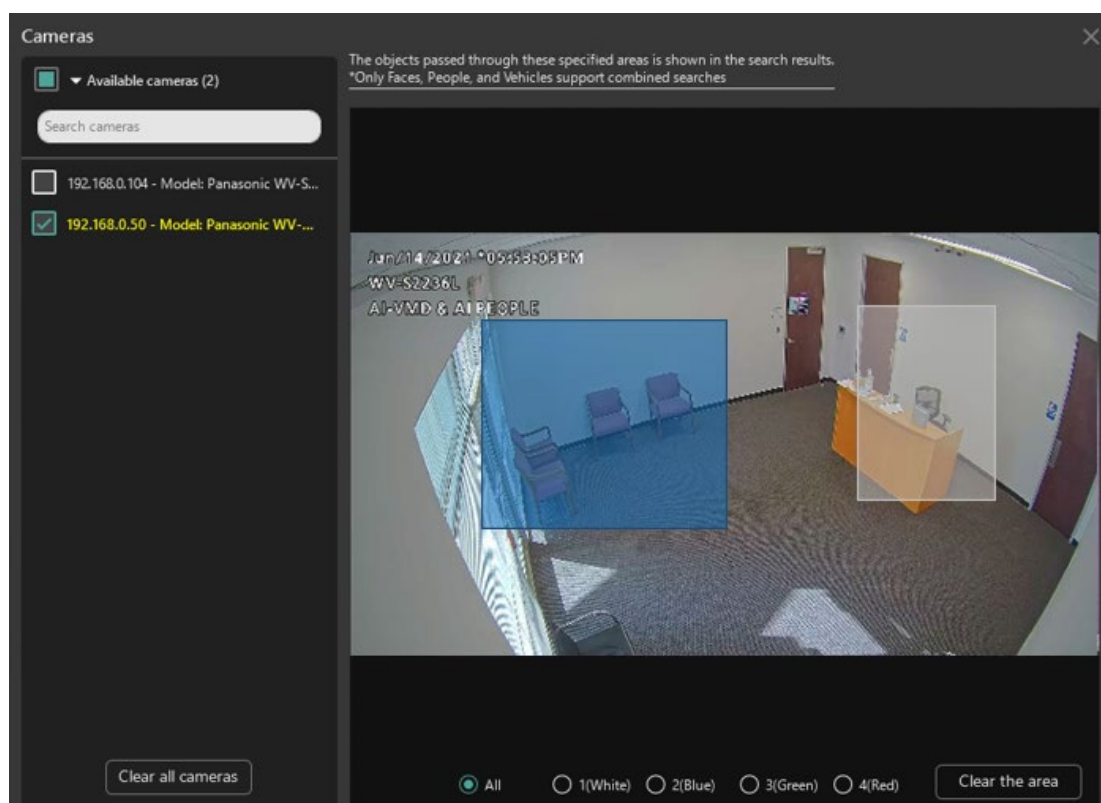 Cameras
Available cameras (2)
Search cameras
192.168.0.104 - Model: Panasonic WV-S...
192.168.0.50 - Model: Panasonic WV-...
Clear all cameras
The objects passed through these specified areas is shown in the search results.
*Only Faces, People, and Vehicles support combined searches
Jun/14/2021 *05:53:05PM
WV-S2236L
AI-VMD & AI PEOPLE
All
1(White)
2(Blue)
3(Green)
4(Red)
Clear the area